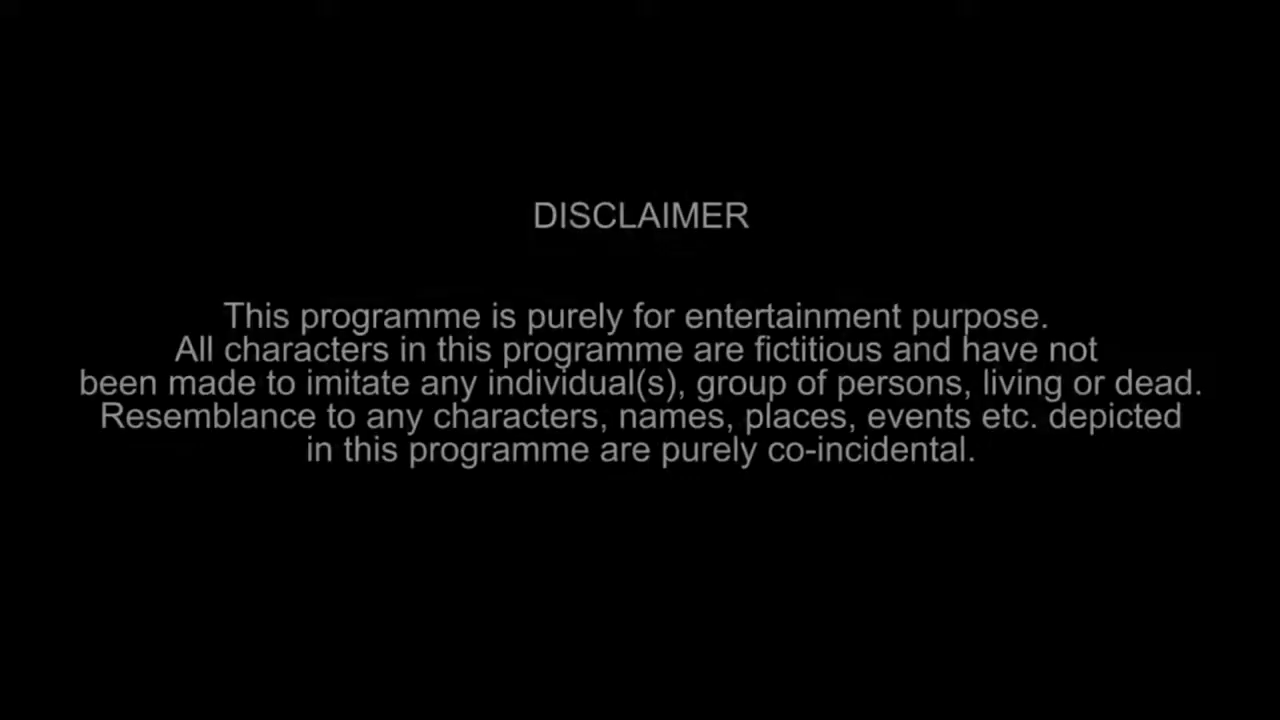 DISCLAIMER
This programme is purely for entertainment purpose.
All characters in this programme are fictitious and have not
been made to imitate any individual(s), group of persons, living or dead.
Resemblance to any characters, names, places, events etc. depicted
in this programme are purely co-incidental.